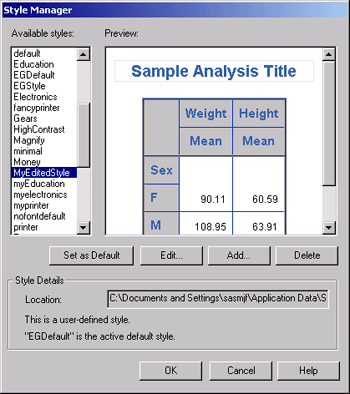 Style Manager
Available styles:
Preview:
default
Education
EGDefault
EGStyle
Electronics
fancyprinter
Gears
HighContrast
Magnify
minimal
Money
MyEditedStyle
myEducation
myelectronics
myprinter
nofontdefault
printer
Sample Analysis Title
Weight Height
Mean Mean
Sex
F 90.11 60.59
M 108.95 63.91
Set as Default Edit... Add... Delete
Style Details
Location: C:\Documents and Settings\sasmjf\Application Data\S
This is a user-defined style.
"EGDefault" is the active default style.
OK Cancel Help